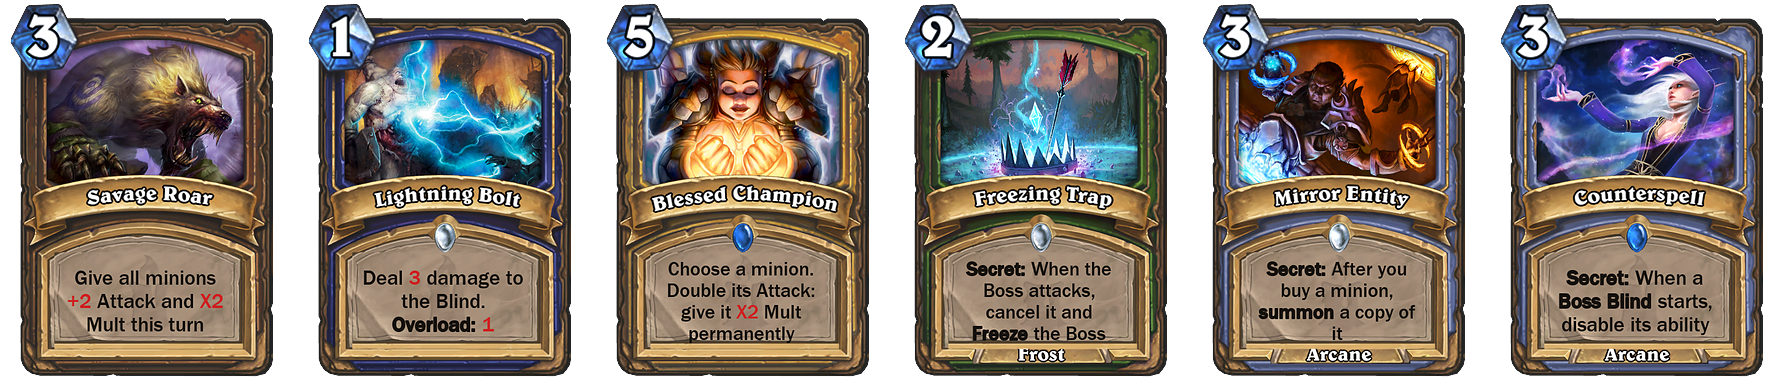 3
Savage Roar
Give all minions
+2 Attack and X2
Mult this turn
1
Lightning Bolt
Deal 3 damage to
the Blind.
Overload: 1
5
Blessed Champion
Choose a minion.
Double its Attack:
give it X2 Mult
permanently
2
Freezing Trap
Secret: When the
Boss attacks,
cancel it and
Freeze the Boss
Frost
3
Mirror Entity
Secret: After you
buy a minion,
summon a copy of
it
Arcane
3
Counterspell
Secret: When a
Boss Blind starts,
disable its ability
Arcane